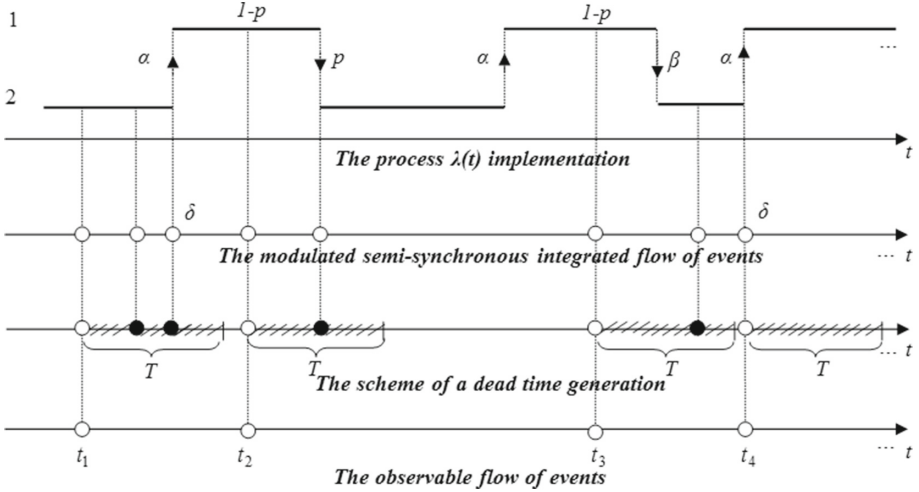 1
1-p
1-p
α
p
α
β
α
...
2
t
The process λ(t) implementation
δ
δ
The modulated semi-synchronous integrated flow of events
... t
T
T
T
T
... t
The scheme of a dead time generation
t1
t2
t3
t4
... t
The observable flow of events